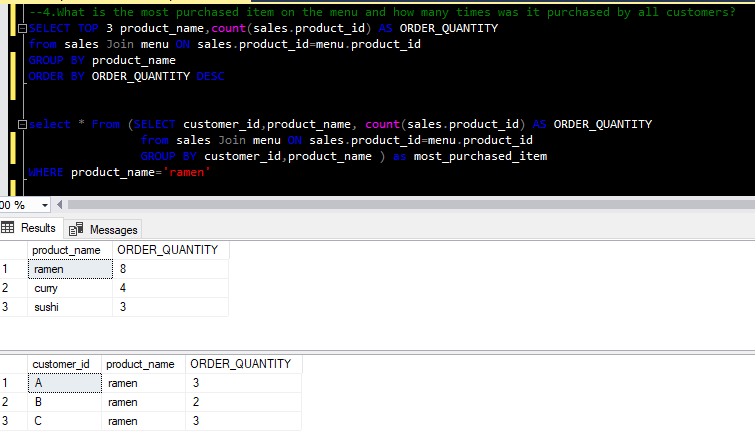 --4.What is the most purchased item on the menu and how many times was it purchased by all customers?
SELECT TOP 3 product_name,count(sales.product_id) AS ORDER_QUANTITY
from sales Join menu ON sales.product_id=menu.product_id
GROUP BY product_name
ORDER BY ORDER_QUANTITY DESC
select * From (SELECT customer_id,product_name, count(sales.product_id) AS ORDER_QUANTITY
from sales Join menu ON sales.product_id=menu.product_id
GROUP BY customer_id,product_name ) as most_purchased_item
WHERE product_name='ramen'
00 %
Results Messages
product_name ORDER_QUANTITY
1 ramen 8
2 curry 4
3 sushi 3
customer_id product_name ORDER_QUANTITY
1 A ramen 3
2 B ramen 2
3 C ramen 3